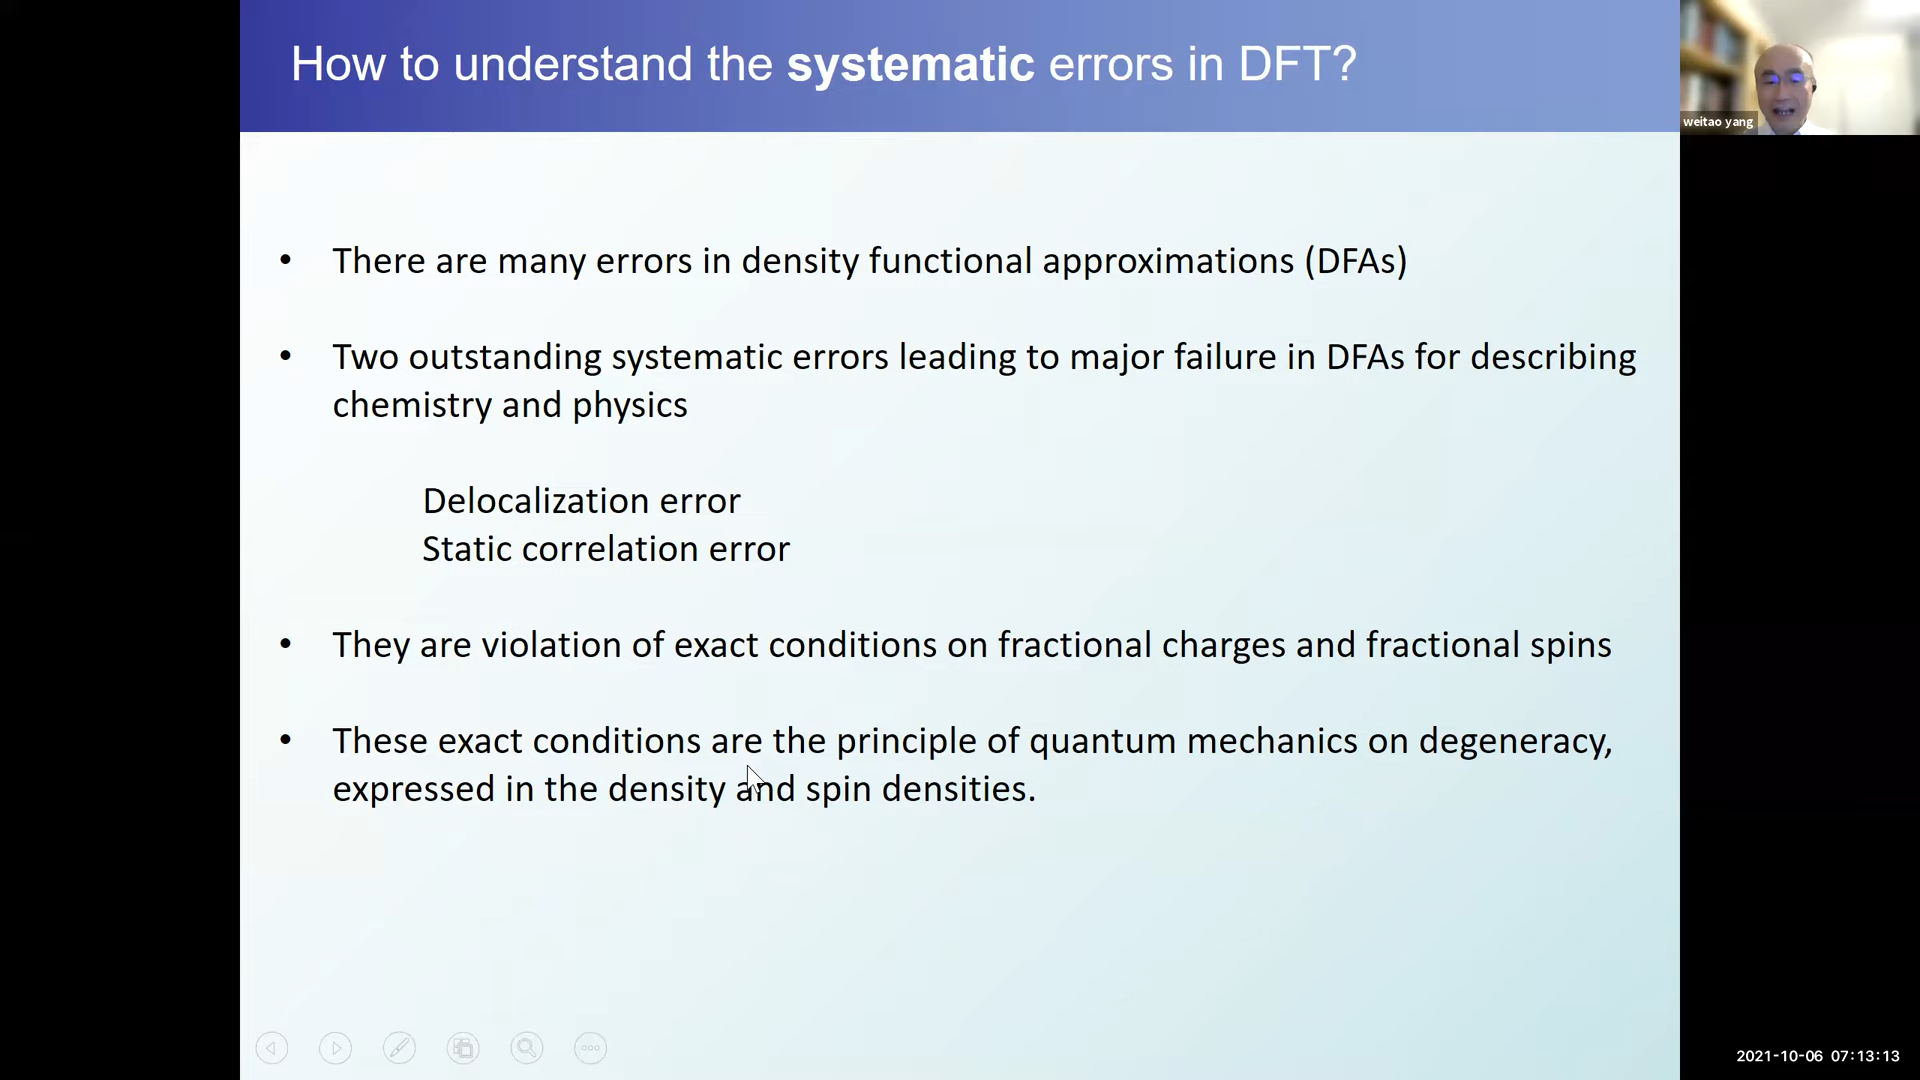 How to understand the systematic errors in DFT?
weitao yang
• There are many errors in density functional approximations (DFAs)
• Two outstanding systematic errors leading to major failure in DFAs for describing
chemistry and physics
Delocalization error
Static correlation error
• They are violation of exact conditions on fractional charges and fractional spins
• These exact conditions are the principle of quantum mechanics on degeneracy,
expressed in the density and spin densities.
2021-10-06 07:13:13